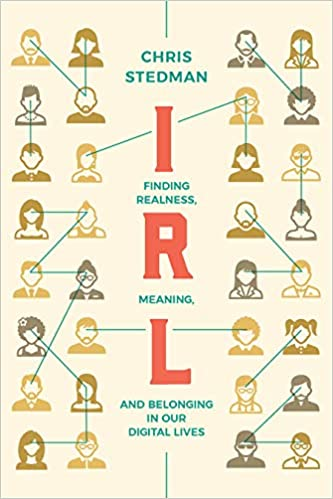 CHRIS
STEDMAN
I
FINDING
REALNESS,
R
MEANING,
L
AND BELONGING
IN OUR
DIGITAL LIVES